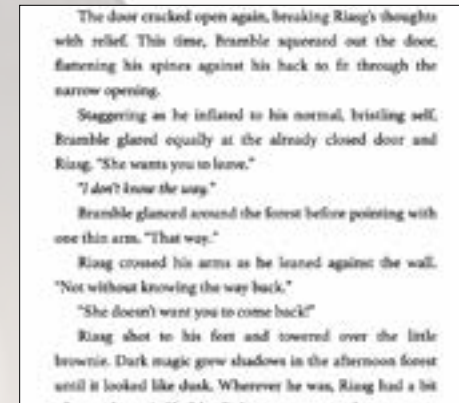 The door cracked open again, breaking Riasg's thoughts
with relief. This time, Bramble squeezed out the door,
flattening his spines against his back to fit through the
narrow opening.
Staggering as he inflated to his normal, bristling self,
Bramble glared equally at the already closed door and
Riasg. "She wants you to leave."
"I don't know the way."
Bramble glanced around the forest before pointing with
one thin arm. "That way."
Riasg crossed his arms as he leaned against the wall.
"Not without knowing the way back."
"She doesn't want you to come back!"
Riasg shot to his feet and towered over the little
brownie. Dark magic grew shadows in the afternoon forest
until it looked like dusk. Wherever he was, Riasg had a bit